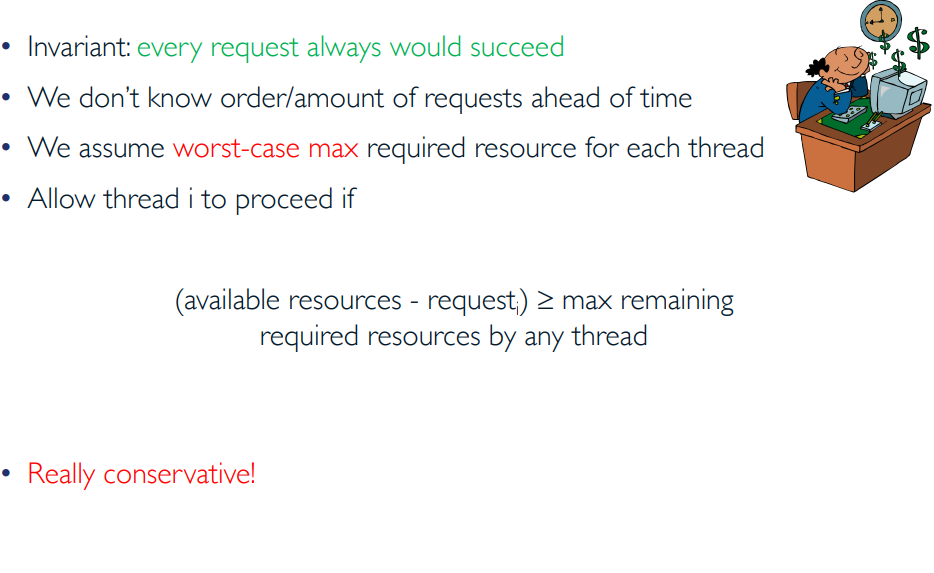 • Invariant: every request always would succeed
• We don’t know order/amount of requests ahead of time
• We assume worst-case max required resource for each thread
• Allow thread i to proceed if
(available resources - requestᵢ) ≥ max remaining
required resources by any thread
• Really conservative!